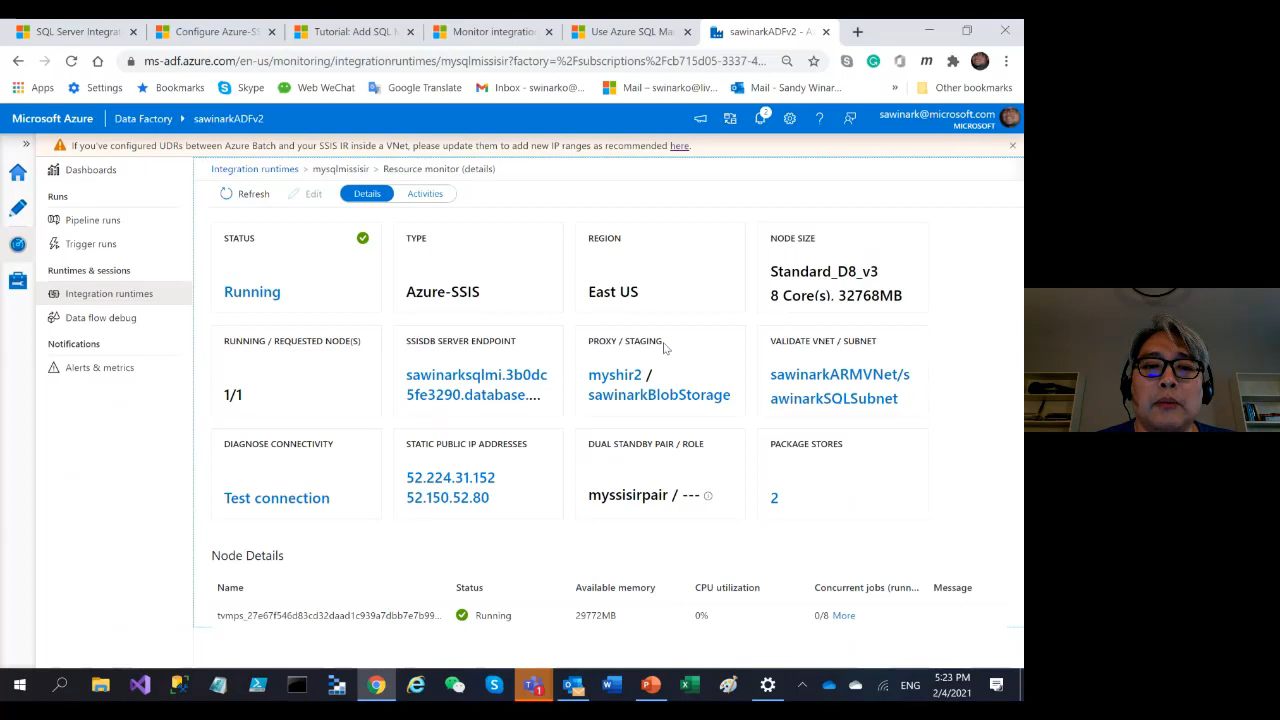 SQL Server Integrat
Configure Azure-SS
Tutorial: Add SQL M
Monitor integration
Use Azure SQL Ma
sawinarkADFv2 - Az
ms-adf.azure.com/en-us/monitoring/integrationruntimes/mysqlmissisir?factory=%2Fsubscriptions%2Fcb715d05-3337-4...
Apps
Settings
Bookmarks
Skype
Web WeChat
Google Translate
Inbox - swinarko@...
Mail – swinarko@liv...
Mail - Sandy Winar...
»
Other bookmarks
Microsoft Azure
Data Factory
sawinarkADFv2
2
sawinark@microsoft.com
MICROSOFT
If you've configured UDRs between Azure Batch and your SSIS IR inside a VNet, please update them to add new IP ranges as recommended here.
Dashboards
Runs
Pipeline runs
Trigger runs
Runtimes & sessions
Integration runtimes
Data flow debug
Notifications
Alerts & metrics
Integration runtimes > mysqlmissisir > Resource monitor (details)
Refresh
Edit
Details
Activities
STATUS
Running
TYPE
Azure-SSIS
REGION
East US
NODE SIZE
Standard_D8_v3
8 Core(s), 32768MB
RUNNING / REQUESTED NODE(S)
1/1
SSISDB SERVER ENDPOINT
sawinarksqlmi.3b0dc
5fe3290.database....
PROXY / STAGING
myshir2 /
sawinarkBlobStorage
VALIDATE VNET / SUBNET
sawinarkARMVNet/s
awinarkSQLSubnet
DIAGNOSE CONNECTIVITY
Test connection
STATIC PUBLIC IP ADDRESSES
52.224.31.152
52.150.52.80
DUAL STANDBY PAIR / ROLE
myssisirpair / ---
PACKAGE STORES
2
Node Details
Name
Status
Available memory
CPU utilization
Concurrent jobs (runn...
Message
tvmps_27e67f546d83cd32daad1c939a7dbb7e7b99...
Running
29772MB
0%
0/8 More
ENG
5:23 PM
2/4/2021